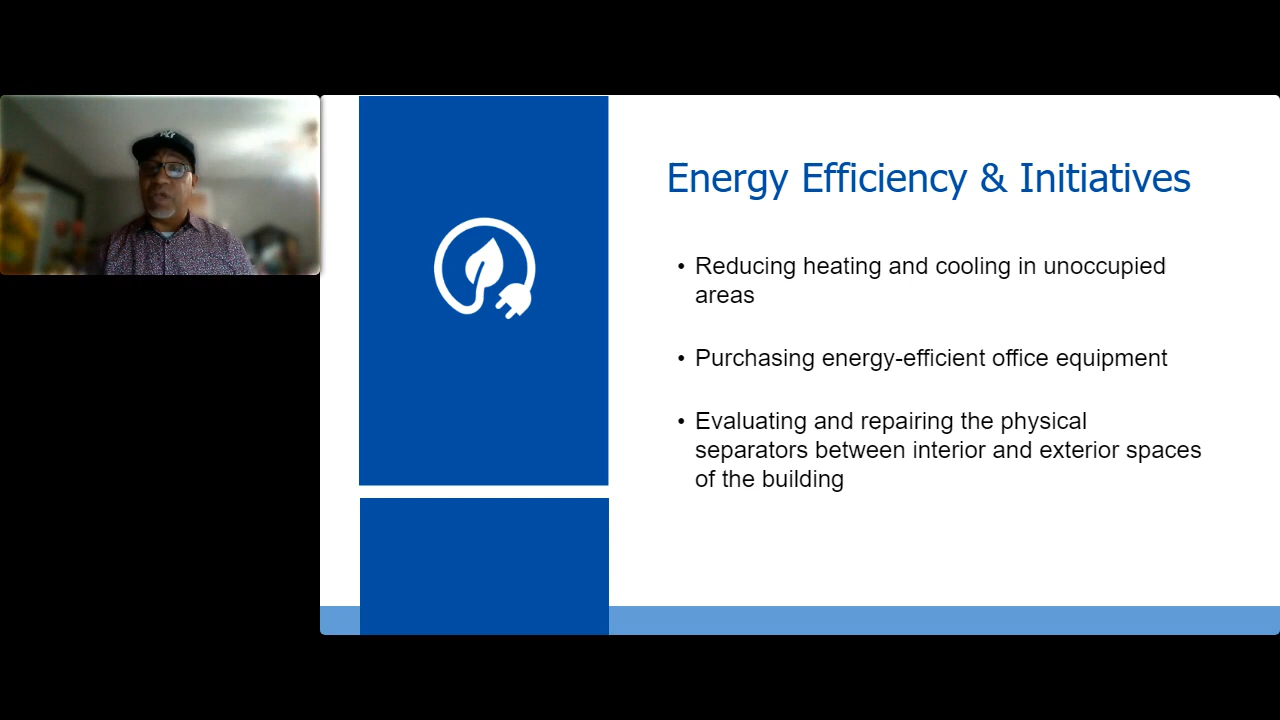 Energy Efficiency & Initiatives
• Reducing heating and cooling in unoccupied
areas
• Purchasing energy-efficient office equipment
• Evaluating and repairing the physical
separators between interior and exterior spaces
of the building